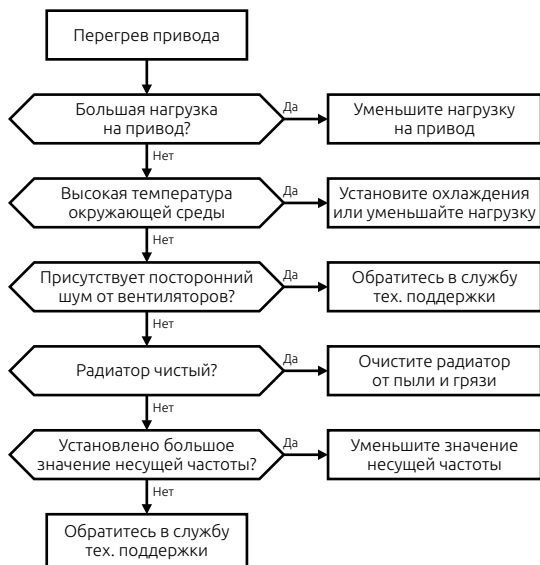 Перегрев привода
Большая нагрузка
на привод?
Да
Уменьшите нагрузку
на привод
Нет
Высокая температура
окружающей среды
Да
Установите охлаждения
или уменьшайте нагрузку
Нет
Присутствует посторонний
шум от вентиляторов?
Да
Обратитесь в службу
тех. поддержки
Нет
Радиатор чистый?
Да
Очистите радиатор
от пыли и грязи
Нет
Установлено большое
значение несущей частоты?
Да
Уменьшите значение
несущей частоты
Нет
Обратитесь в службу
тех. поддержки